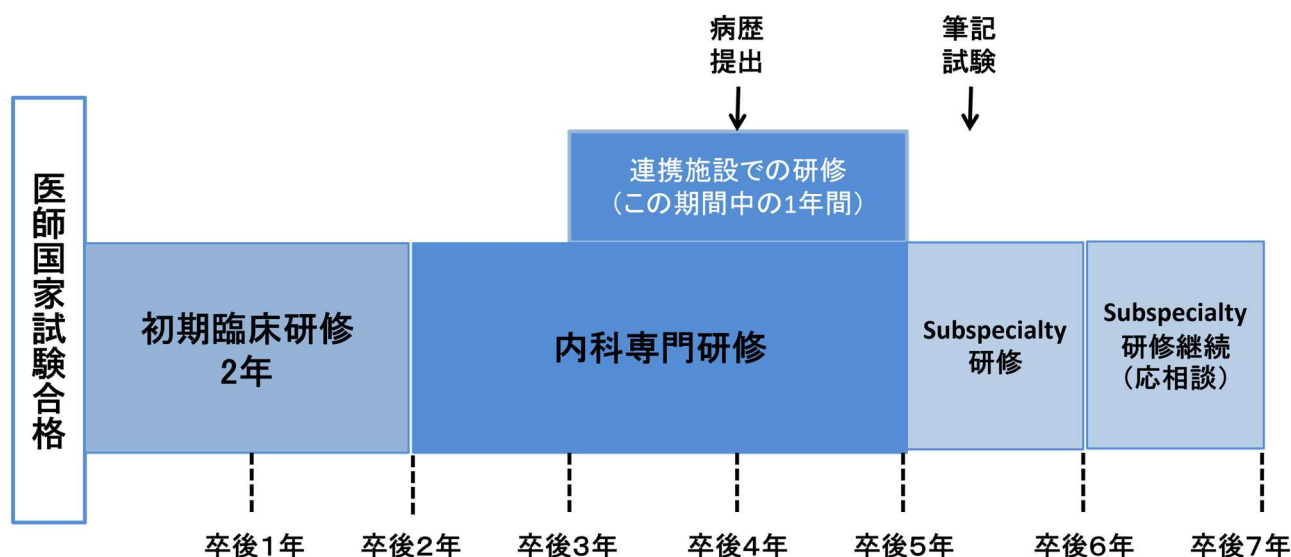 病歴
提出
筆記
試験
医師国家試験合格
連携施設での研修
（この期間中の1年間）
初期臨床研修
2年
内科専門研修
Subspecialty
研修
Subspecialty
研修継続
（応相談）
卒後1年
卒後2年
卒後3年
卒後4年
卒後5年
卒後6年
卒後7年